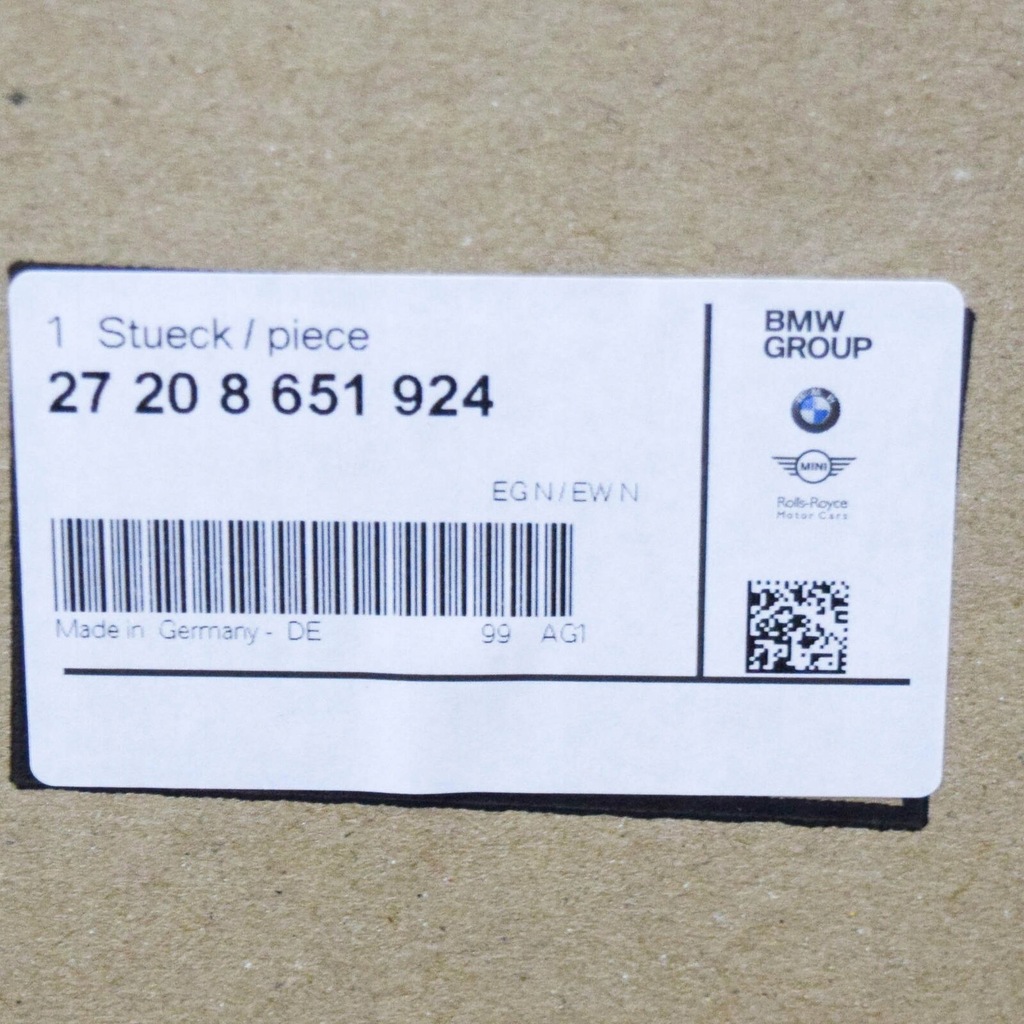 1 Stueck / piece
27 20 8 651 924
EG N / EW N
Made in Germany - DE 99 AG1
BMW
GROUP
MINI
Rolls-Royce
Motor Cars